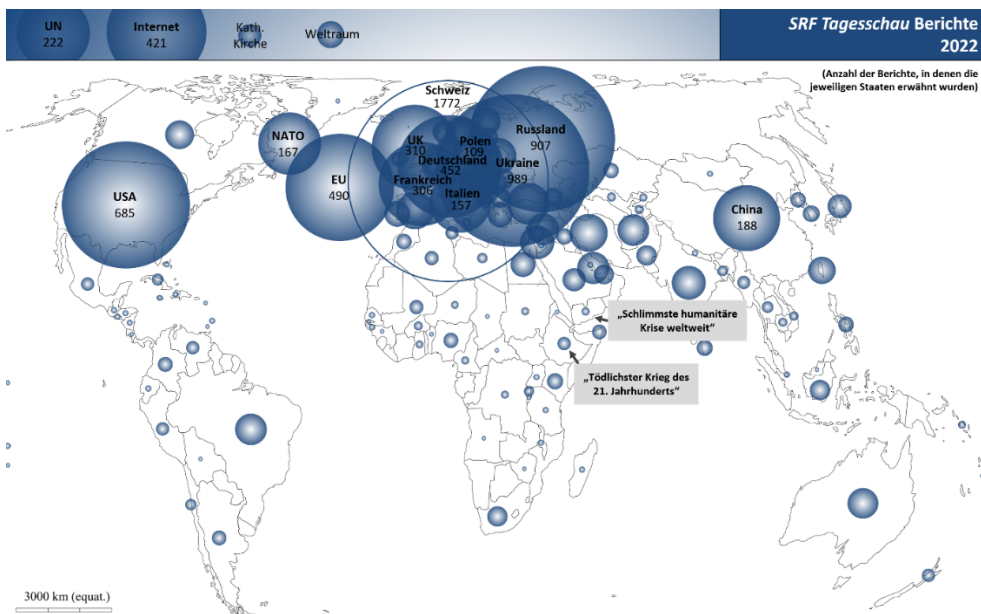 UN
222
Internet
421
Kath.
Kirche
Weltraum
SRF Tagesschau Berichte
2022
(Anzahl der Berichte, in denen die
jeweiligen Staaten erwähnt wurden)
Schweiz
1772
NATO
167
UK
310
Polen
109
Russland
907
Deutschland
452
Ukraine
989
EU
490
Frankreich
306
Italien
157
USA
685
China
188
„Schlimmste humanitäre
Krise weltweit“
„Tödlichster Krieg des
21. Jahrhunderts“
3000 km (equat.)